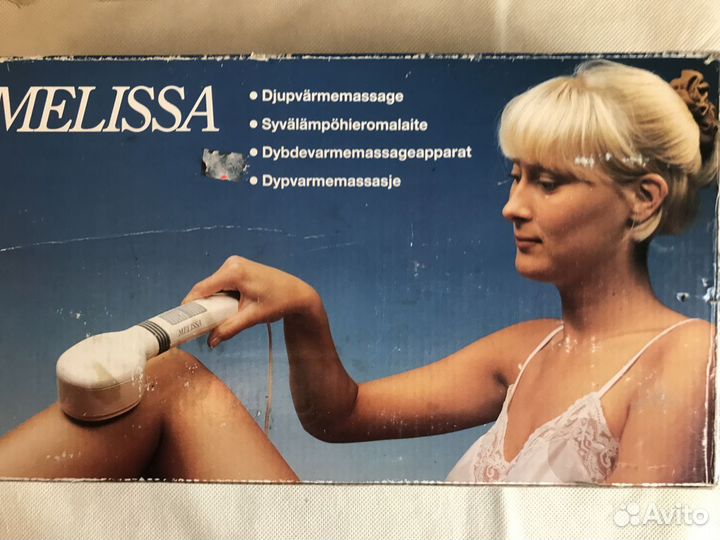 MELISSA
• Djupvärmemassage
• Syvälämpöhieromalaite
• Dybdevarmemassageapparat
• Dypvarmemassasje
MELISSA
Avito